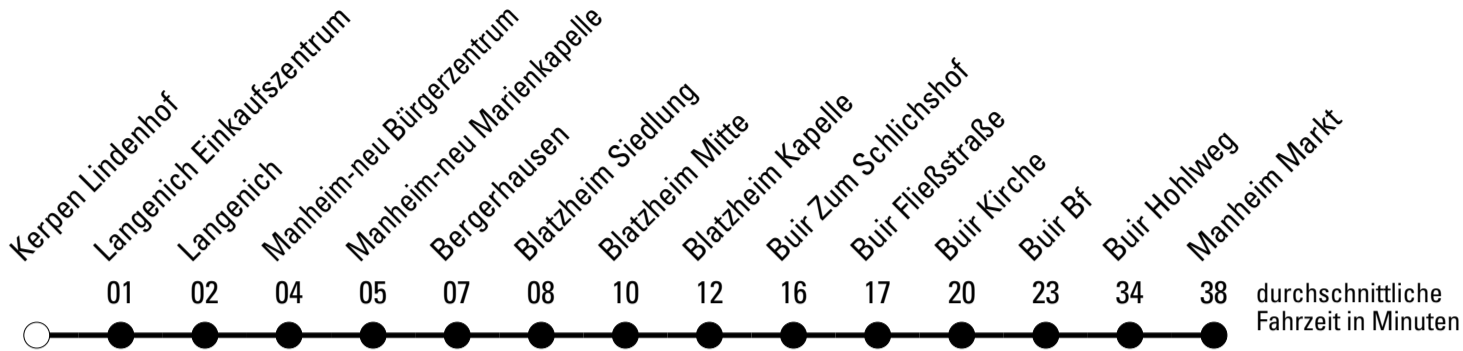 Kerpen Lindenhof
Langenich Einkaufszentrum
Langenich
Manheim-neu Bürgerzentrum
Manheim-neu Marienkapelle
Bergerhausen
Blatzheim Siedlung
Blatzheim Mitte
Blatzheim Kapelle
Buir Zum Schlichshof
Buir Fließstraße
Buir Kirche
Buir Bf
Buir Hohlweg
Manheim Markt
01 02 04 05 07 08 10 12 16 17 20 23 34 38
durchschnittliche
Fahrzeit in Minuten